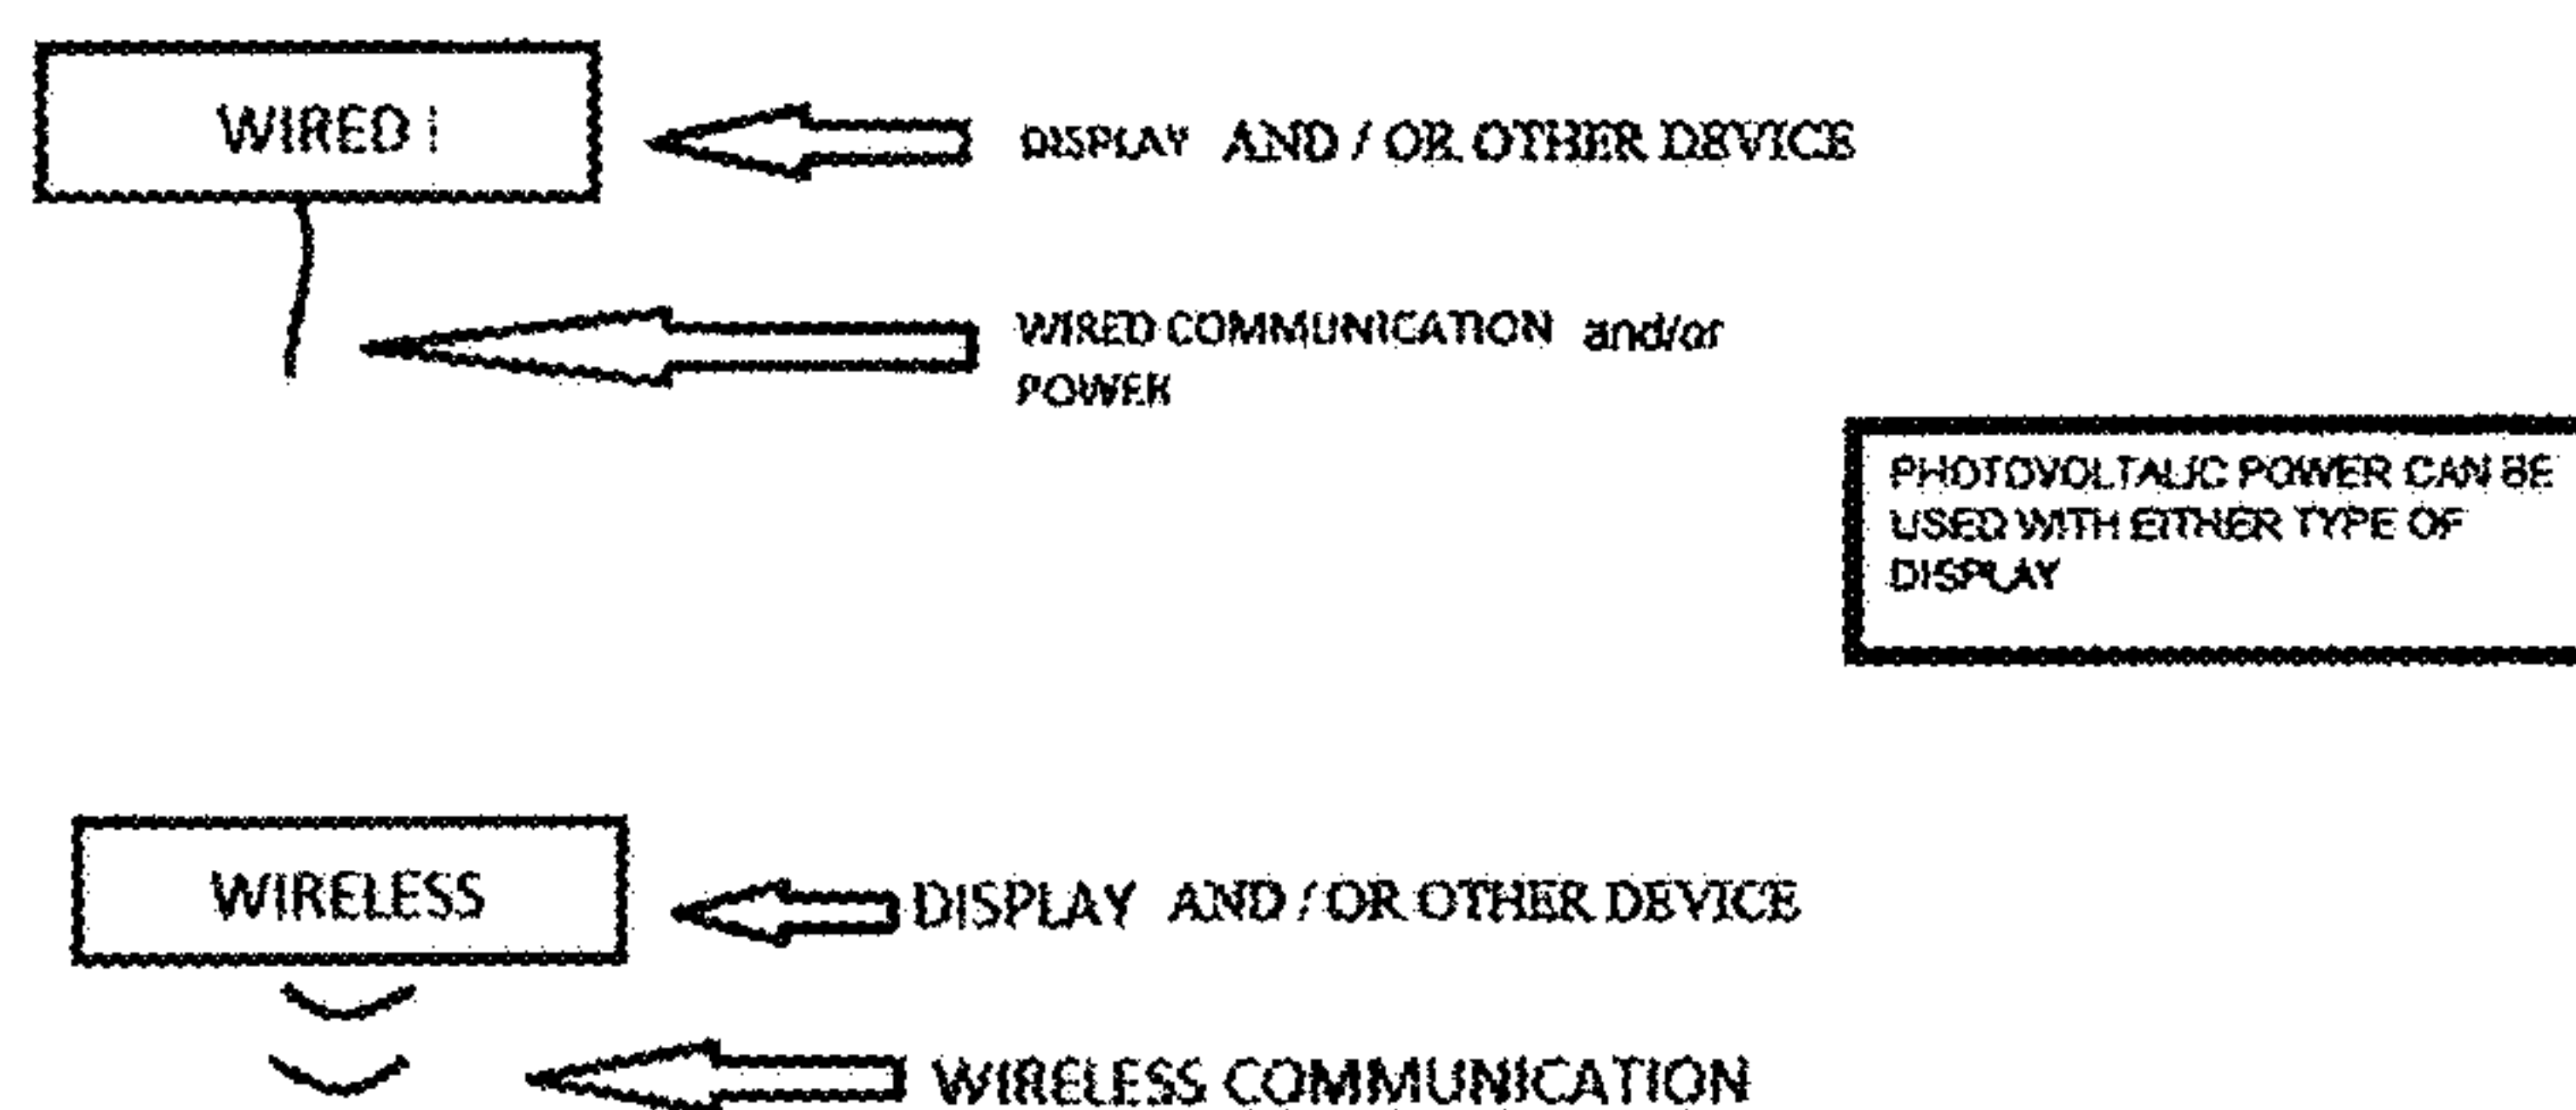 WIRED
DISPLAY AND / OR OTHER DEVICE
WIRED COMMUNICATION and/or
POWER
PHOTOVOLTALIC POWER CAN BE
USED WITH EITHER TYPE OF
DISPLAY
WIRELESS
DISPLAY AND / OR OTHER DEVICE
WIRELESS COMMUNICATION